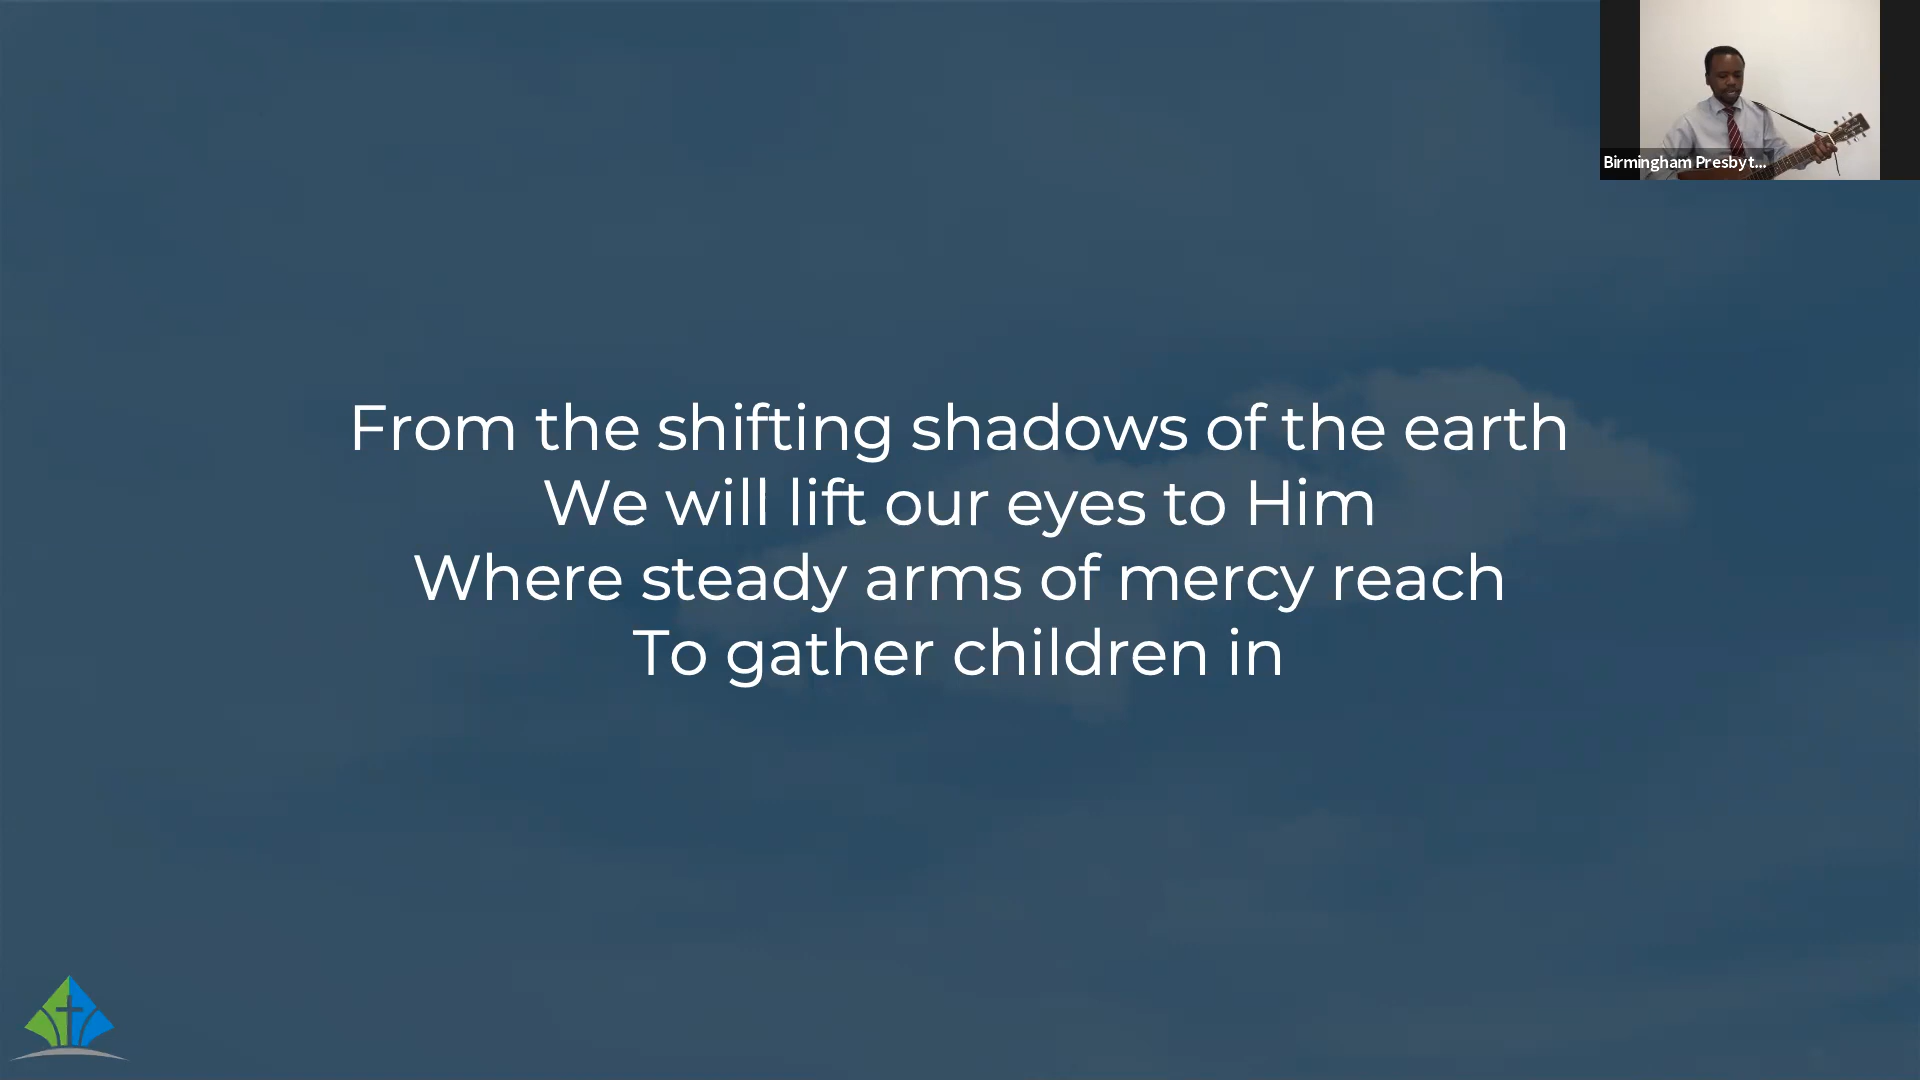 Birmingham Presbyt...
From the shifting shadows of the earth
We will lift our eyes to Him
Where steady arms of mercy reach
To gather children in